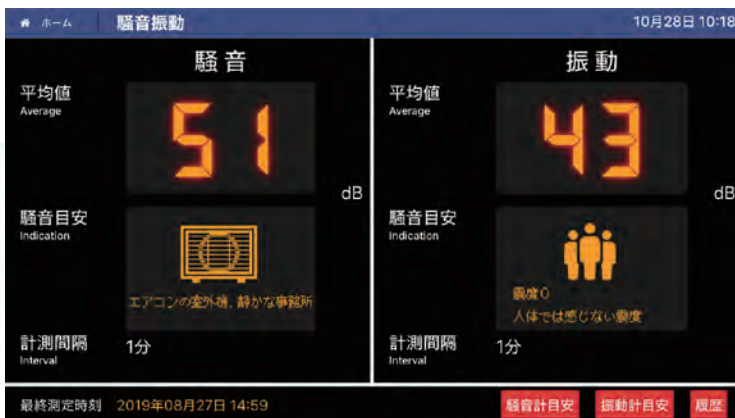 ホーム 騒音振動 10月28日 10:18
騒音
平均値
Average
51
dB
騒音目安
Indication
エアコンの室外機、静かな事務所
計測間隔
Interval
1分
振動
平均値
Average
43
dB
騒音目安
Indication
震度0
人体では感じない震度
計測間隔
Interval
1分
最終測定時刻 2019年08月27日 14:59
騒音計目安 振動計目安 履歴